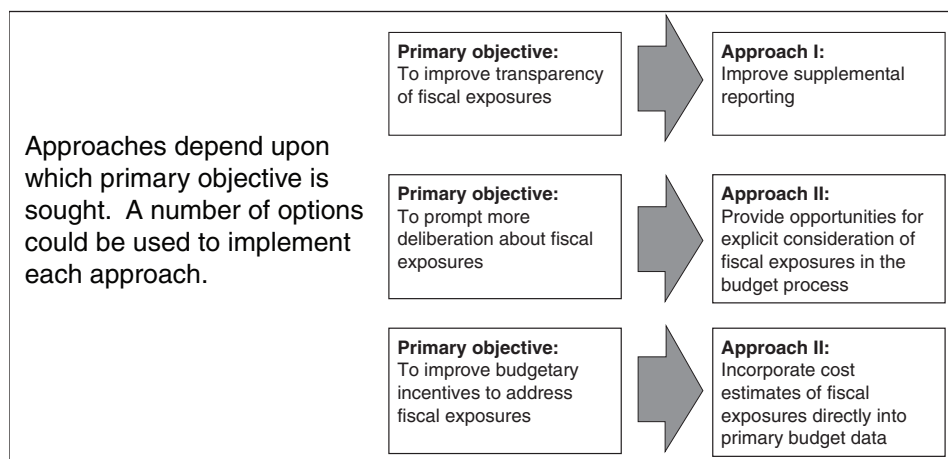 Approaches depend upon
which primary objective is
sought.  A number of options
could be used to implement
each approach.
Primary objective:
To improve transparency
of fiscal exposures
Approach I:
Improve supplemental
reporting
Primary objective:
To prompt more
deliberation about fiscal
exposures
Approach II:
Provide opportunities for
explicit consideration of
fiscal exposures in the
budget process
Primary objective:
To improve budgetary
incentives to address
fiscal exposures
Approach II:
Incorporate cost
estimates of fiscal
exposures directly into
primary budget data